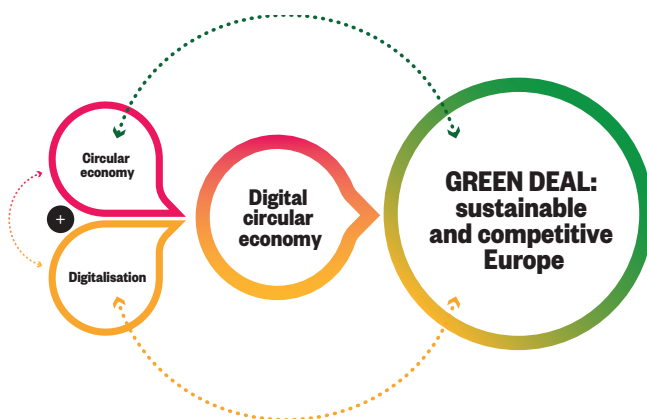 Circular
economy
+
Digitalisation
Digital
circular
economy
GREEN DEAL:
sustainable
and competitive
Europe